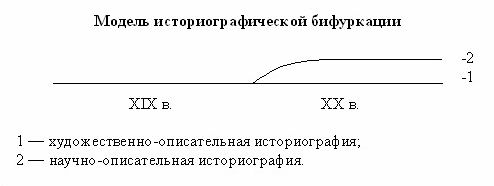 Модель историографической бифуркации
-2
-1
XIX в.   XX в.
1 — художественно-описательная историография;
2 — научно-описательная историография.